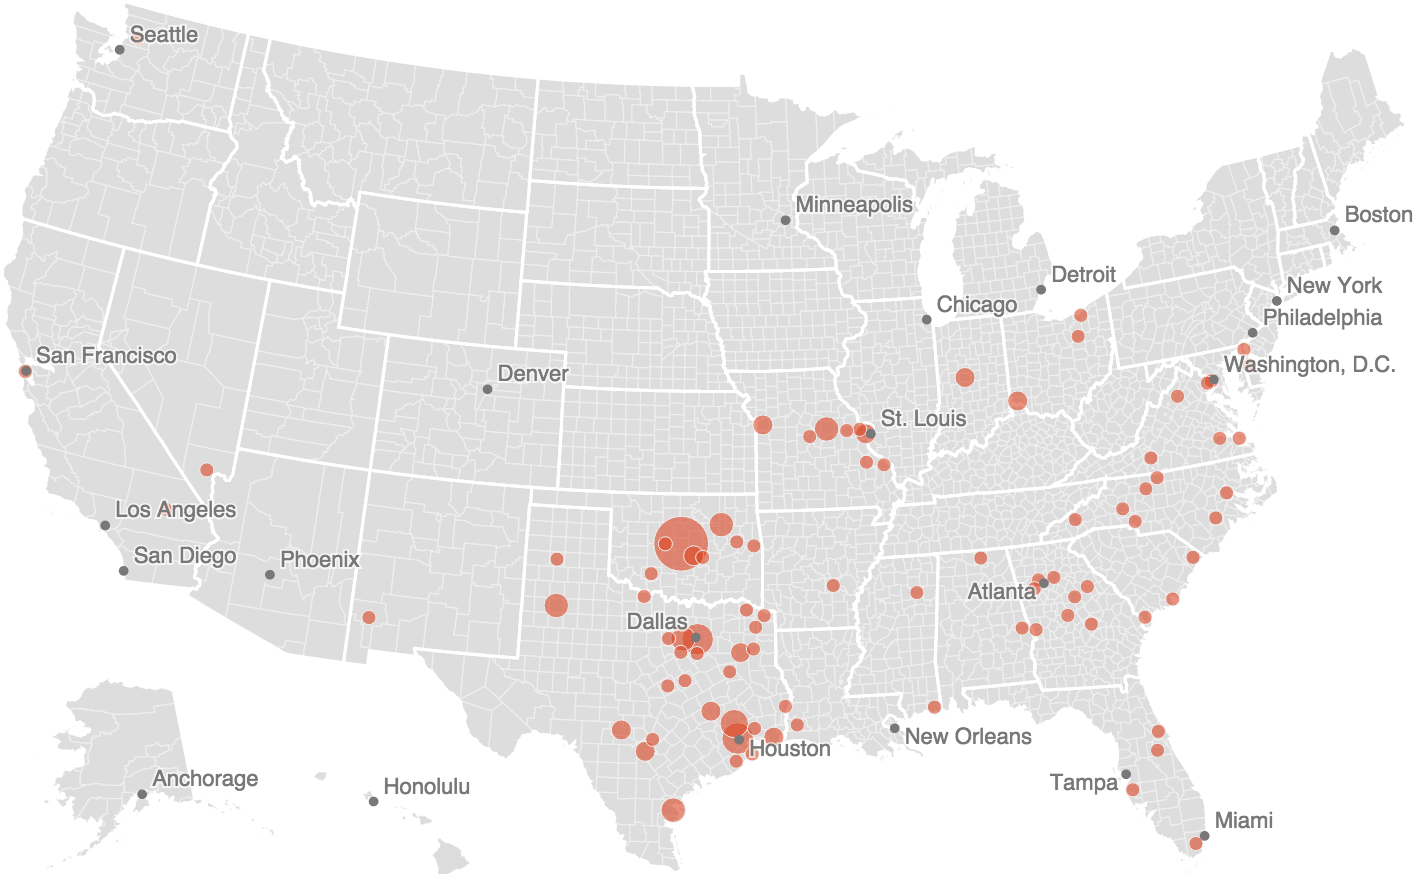 Seattle
Minneapolis
Boston
Detroit
New York
Chicago
Philadelphia
San Francisco
Washington, D.C.
Denver
St. Louis
Los Angeles
San Diego
Phoenix
Atlanta
Dallas
New Orleans
Houston
Anchorage
Honolulu
Tampa
Miami